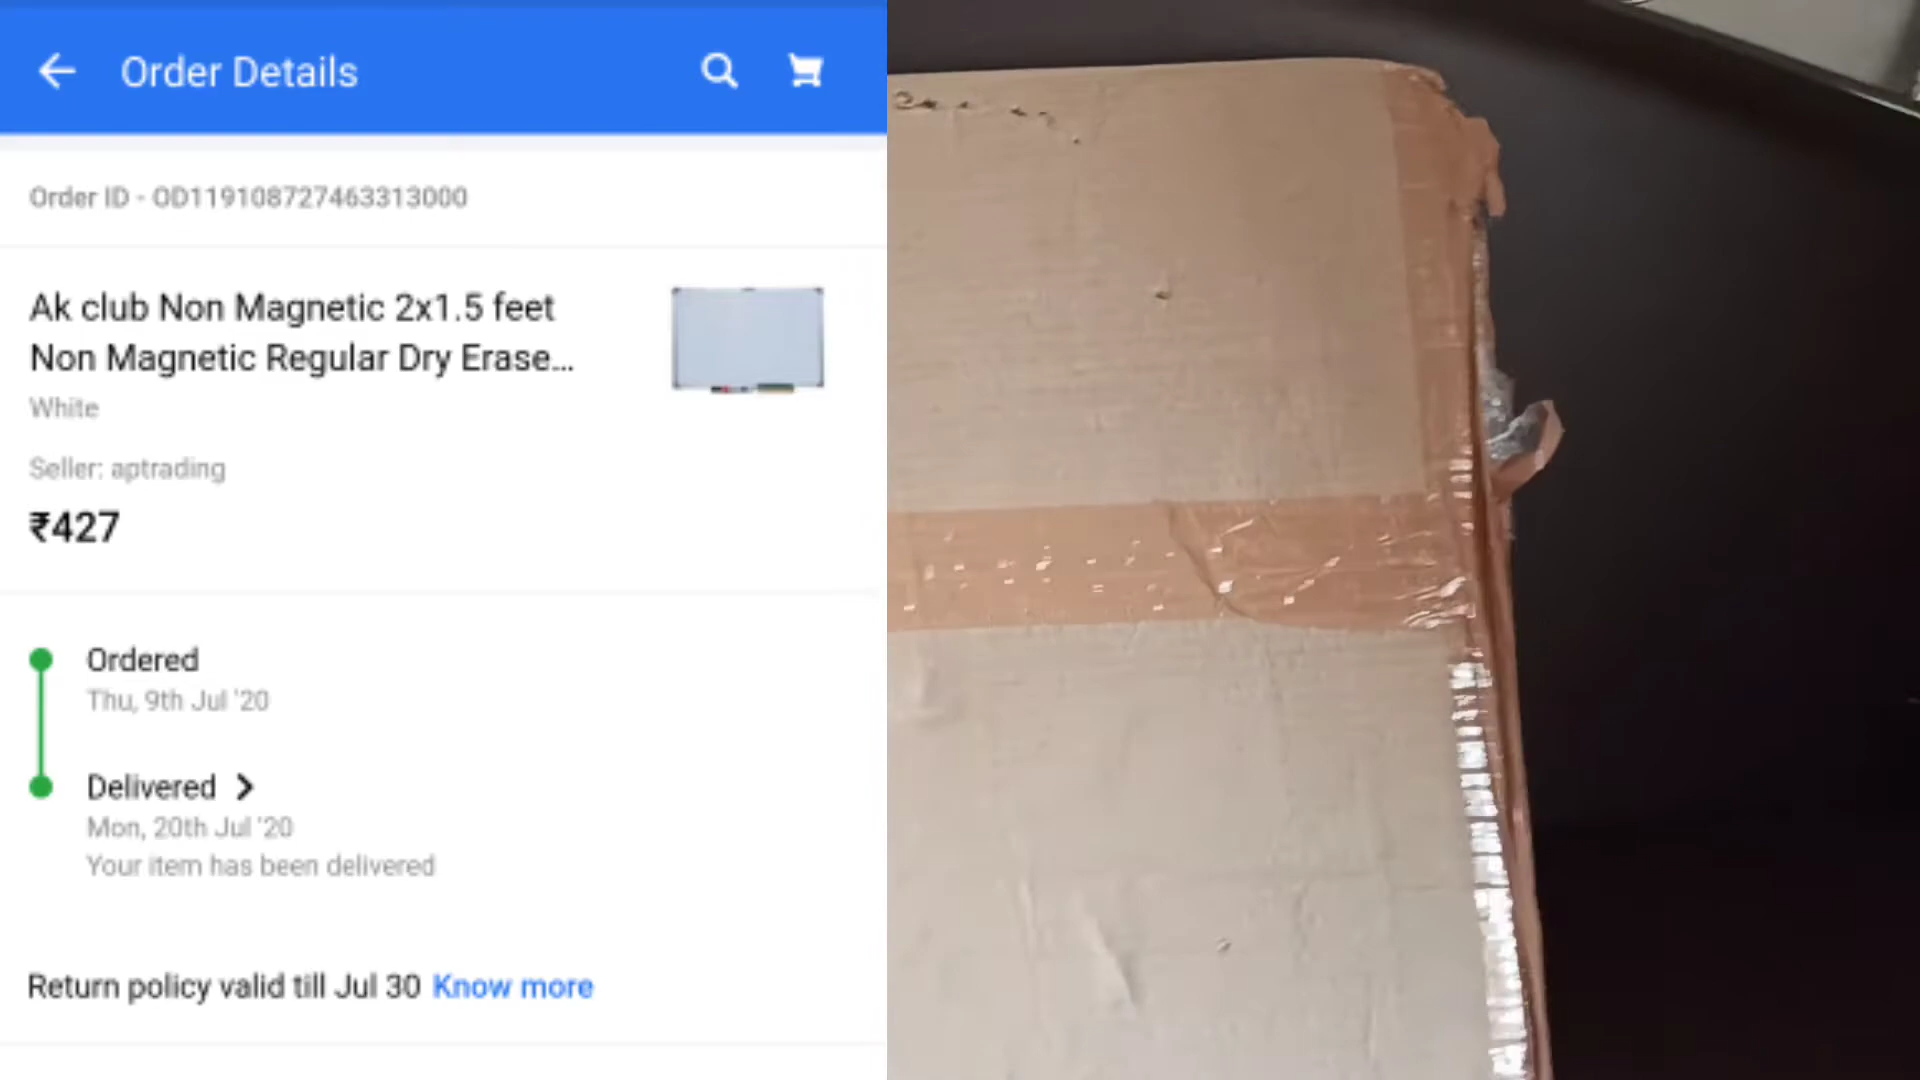 Order Details
Order ID - OD119108727463313000
Ak club Non Magnetic 2x1.5 feet
Non Magnetic Regular Dry Erase...
White
Seller: aptrading
₹427
Ordered
Thu, 9th Jul '20
Delivered
Mon, 20th Jul '20
Your item has been delivered
Return policy valid till Jul 30 Know more